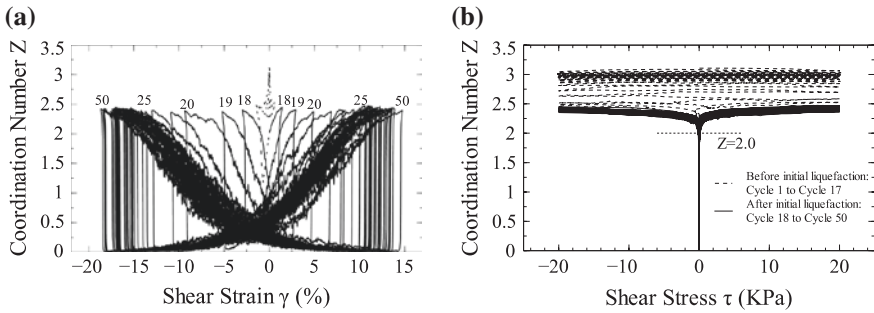 (a)
Coordination Number Z
3.5
3
2.5
2
1.5
1
0.5
0
50 25 20 19 18 18 19 20 25 50
−20 −15 −10 −5 0 5 10 15
Shear Strain γ (%)
(b)
Coordination Number Z
3.5
3
2.5
2
1.5
1
0.5
0
Z=2.0
Before initial liquefaction:
Cycle 1 to Cycle 17
After initial liquefaction:
Cycle 18 to Cycle 50
−20 −10 0 10 20
Shear Stress τ (KPa)